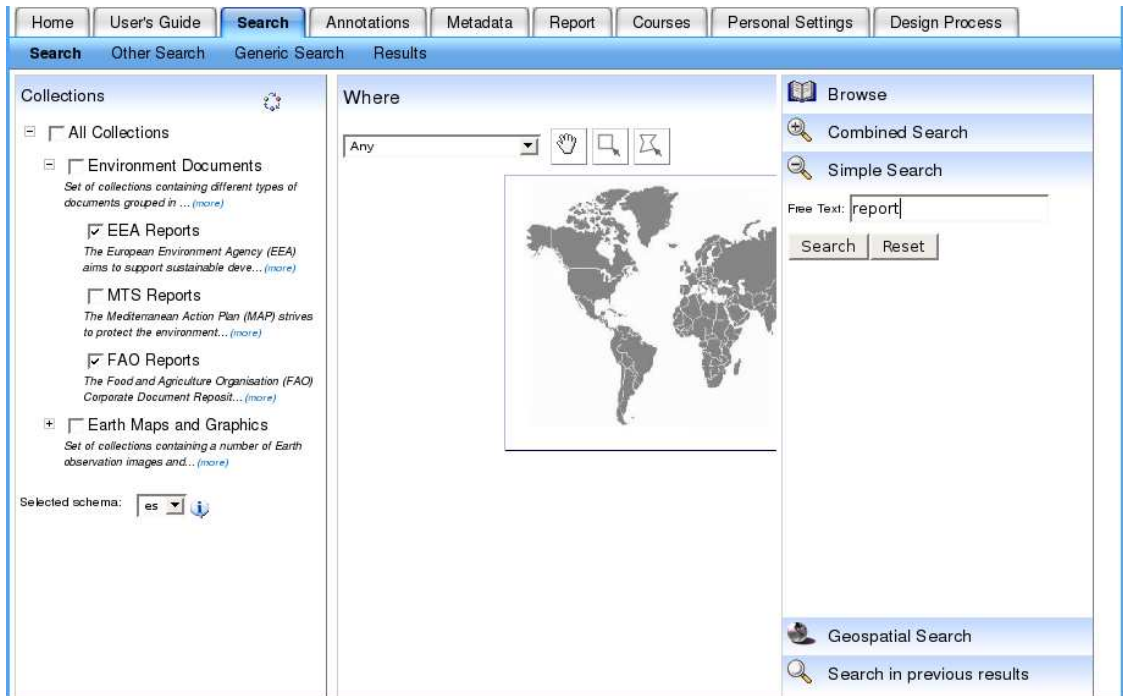 Home User's Guide Search Annotations Metadata Report Courses Personal Settings Design Process
Search Other Search Generic Search Results
Collections
All Collections
Environment Documents
Set of collections containing different types of
documents grouped in ... (more)
EEA Reports
The European Environment Agency (EEA)
aims to support sustainable deve... (more)
MTS Reports
The Mediterranean Action Plan (MAP) strives
to protect the environment... (more)
FAO Reports
The Food and Agriculture Organisation (FAO)
Corporate Document Reposit... (more)
Earth Maps and Graphics
Set of collections containing a number of Earth
observation images and... (more)
Selected schema: es
Where
Any
Browse
Combined Search
Simple Search
Free Text: report
Search Reset
Geospatial Search
Search in previous results